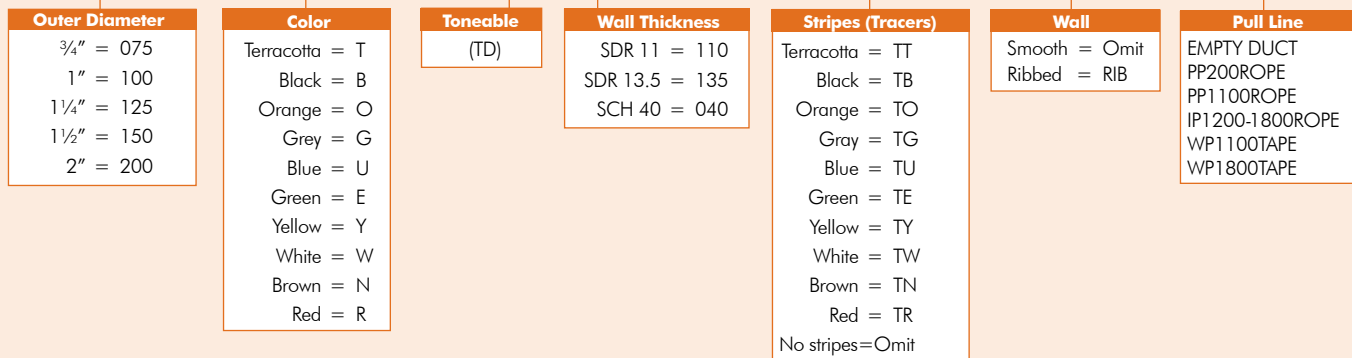 Outer Diameter
¾" = 075
1" = 100
1¼" = 125
1½" = 150
2" = 200
Color
Terracotta = T
Black = B
Orange = O
Grey = G
Blue = U
Green = E
Yellow = Y
White = W
Brown = N
Red = R
Toneable
(TD)
Wall Thickness
SDR 11 = 110
SDR 13.5 = 135
SCH 40 = 040
Stripes (Tracers)
Terracotta = TT
Black = TB
Orange = TO
Gray = TG
Blue = TU
Green = TE
Yellow = TY
White = TW
Brown = TN
Red = TR
No stripes=Omit
Wall
Smooth = Omit
Ribbed = RIB
Pull Line
EMPTY DUCT
PP200ROPE
PP1100ROPE
IP1200-1800ROPE
WP1100TAPE
WP1800TAPE